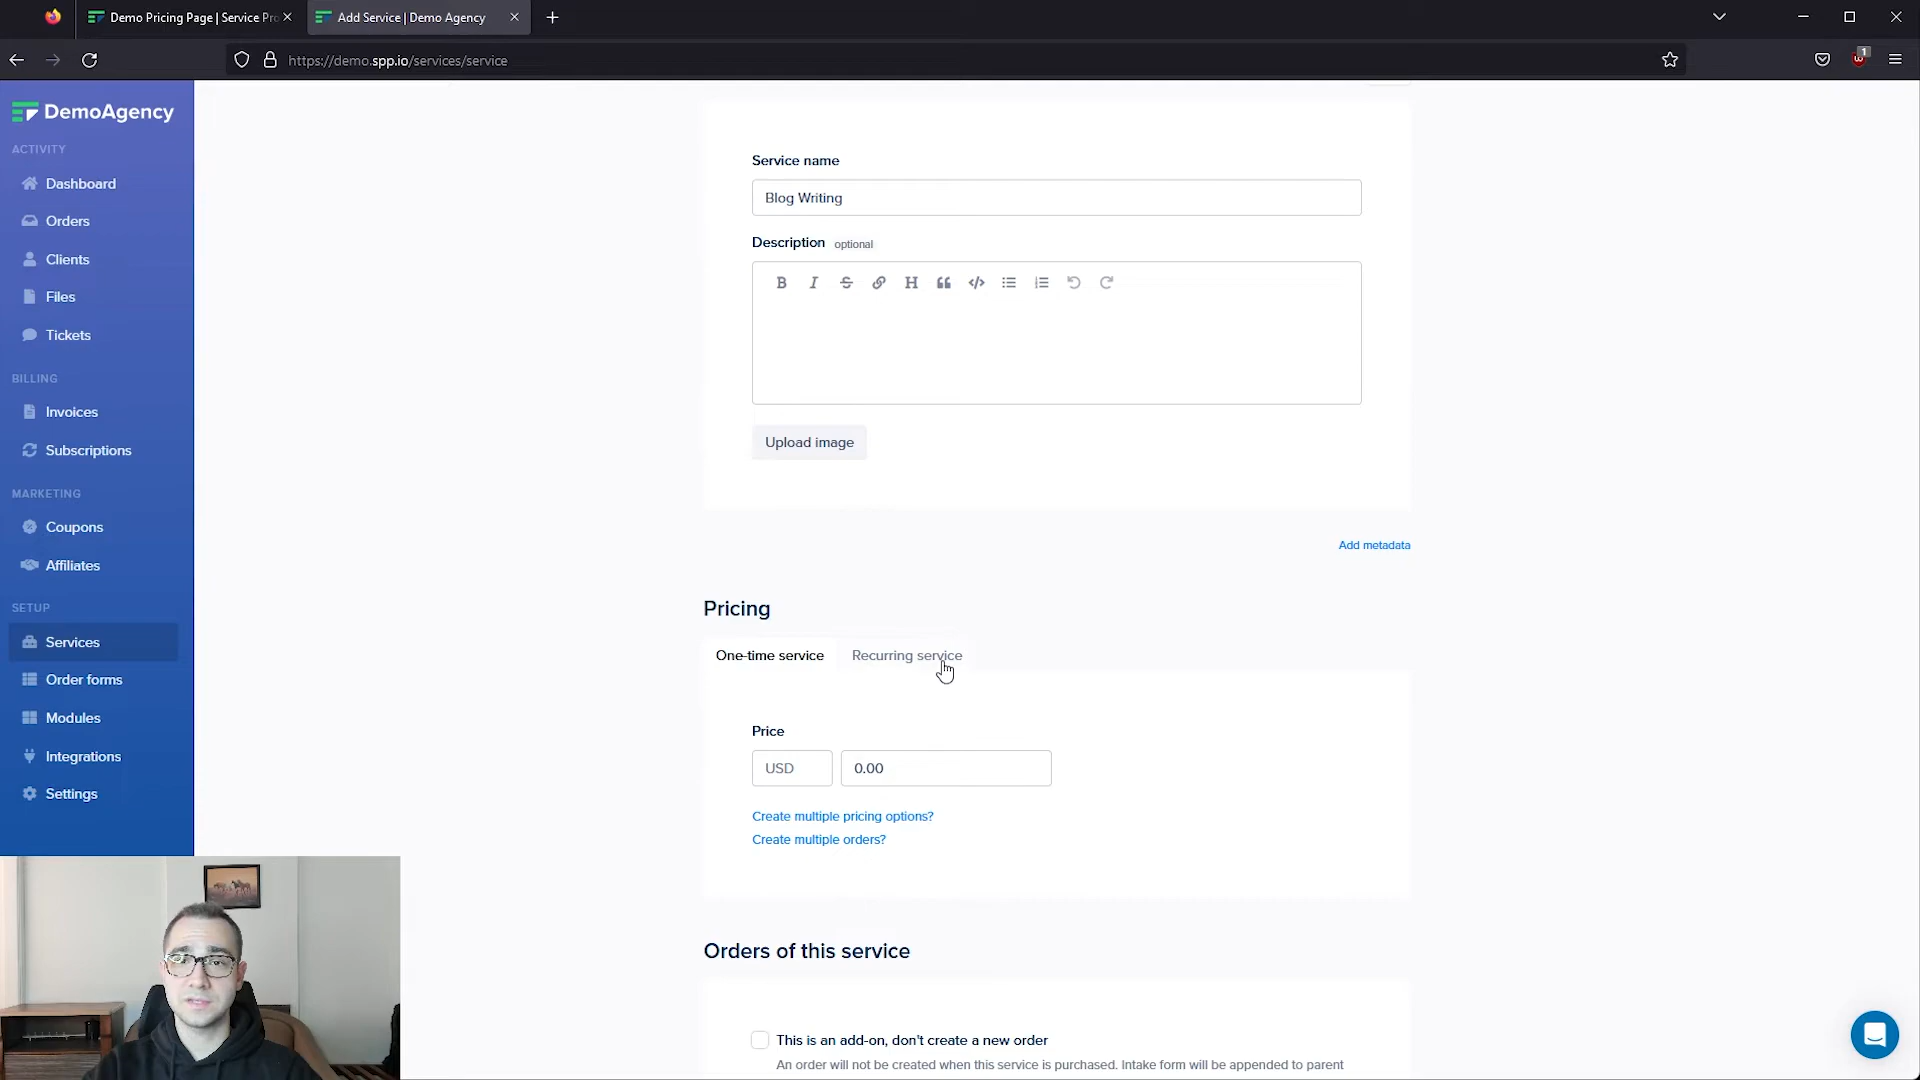 Demo Pricing Page | Service Pro
Add Service | Demo Agency
https://demo.spp.io/services/service
1
DemoAgency
ACTIVITY
Dashboard
Orders
Clients
Files
Tickets
BILLING
Invoices
Subscriptions
MARKETING
Coupons
Affiliates
SETUP
Services
Order forms
Modules
Integrations
Settings
Service name
Blog Writing
Description optional
B I S H
Upload image
Add metadata
Pricing
One-time service Recurring service
Price
USD 0.00
Create multiple pricing options?
Create multiple orders?
Orders of this service
This is an add-on, don't create a new order
An order will not be created when this service is purchased. Intake form will be appended to parent